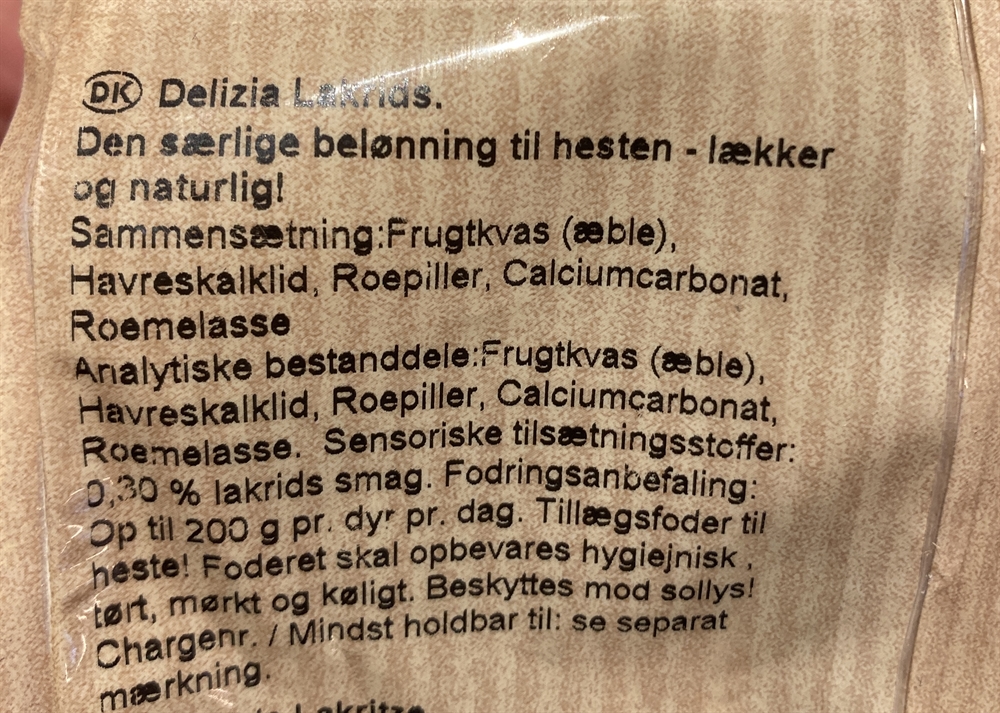 DK Delizia Lakrids.
Den særlige belønning til hesten - lækker
og naturlig!
Sammensætning:Frugtkvas (æble),
Havreskalklid, Roepiller, Calciumcarbonat,
Roemelasse
Analytiske bestanddele:Frugtkvas (æble),
Havreskalklid, Roepiller, Calciumcarbonat,
Roemelasse. Sensoriske tilsætningsstoffer:
0,30 % lakrids smag. Fodringsanbefaling:
Op til 200 g pr. dyr pr. dag. Tillægsfoder til
heste! Foderet skal opbevares hygiejnisk ,
tørt, mørkt og køligt. Beskyttes mod sollys!
Chargenr. / Mindst holdbar til: se separat
mærkning.
Lakritze